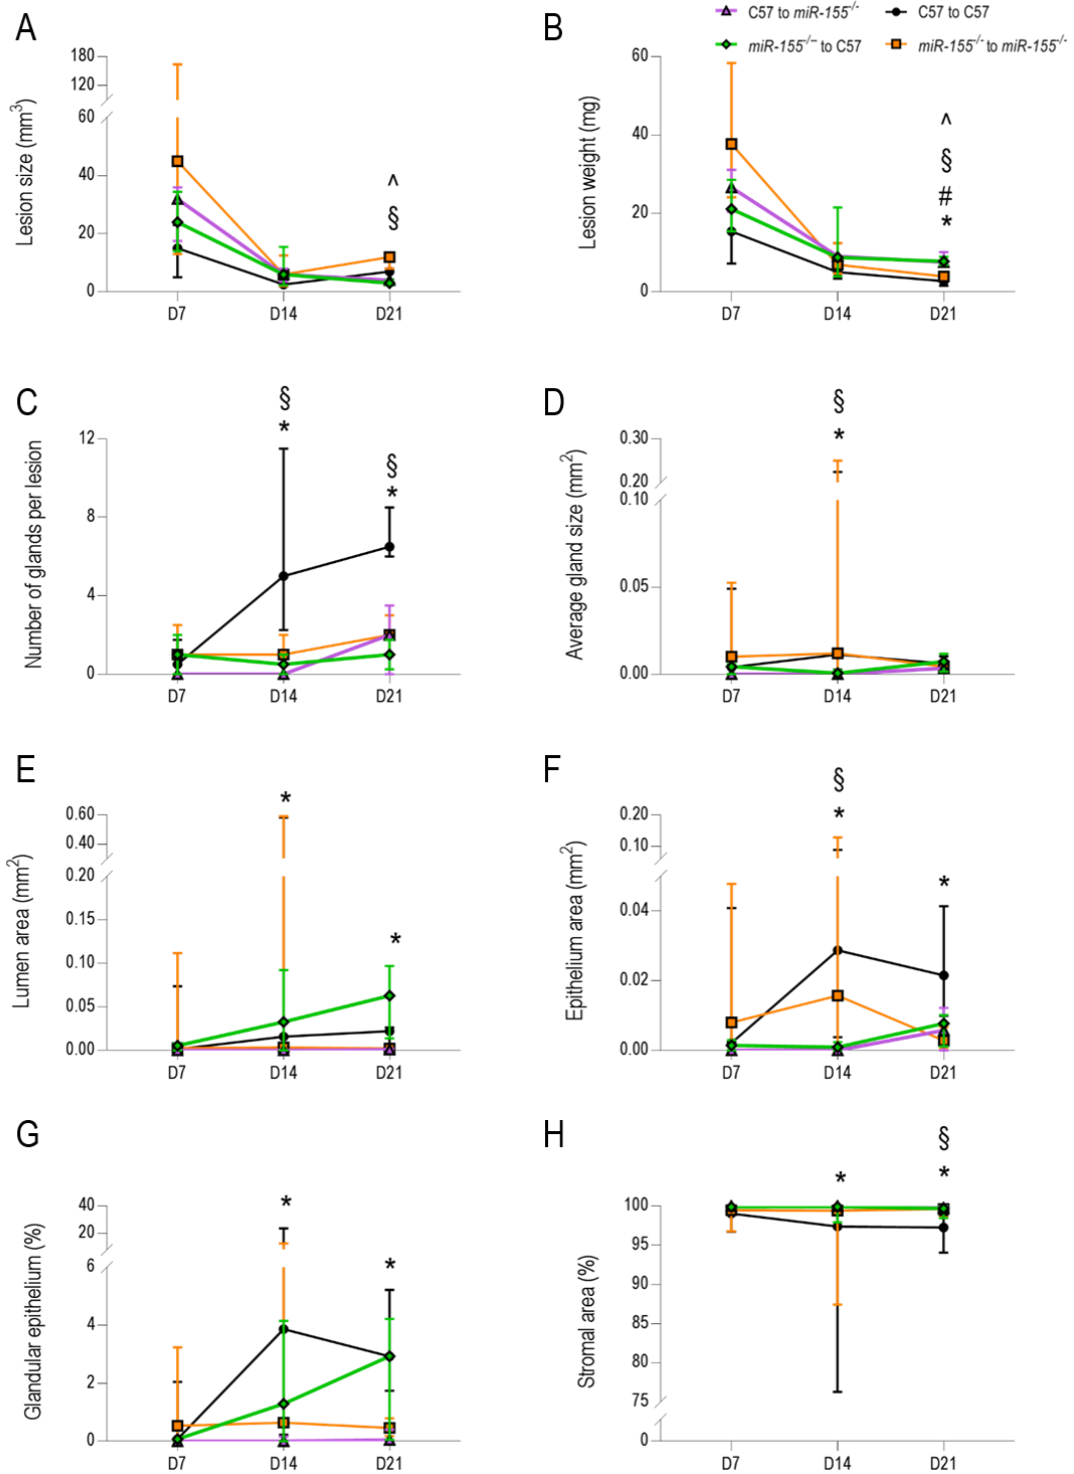 C57 to miR-155-/-
C57 to C57
miR-155-/- to C57
miR-155-/- to miR-155-/-
A
Lesion size (mm3)
180
120
60
40
20
0
^
§
D7 D14 D21
B
Lesion weight (mg)
60
40
20
0
^
§
#
*
D7 D14 D21
C
Number of glands per lesion
12
8
4
0
§
*
§
*
D7 D14 D21
D
Average gland size (mm2)
0.30
0.20
0.10
0.05
0.00
§
*
D7 D14 D21
E
Lumen area (mm2)
0.60
0.40
0.20
0.15
0.10
0.05
0.00
*
*
D7 D14 D21
F
Epithelium area (mm2)
0.20
0.10
0.04
0.02
0.00
§
*
*
D7 D14 D21
G
Glandular epithelium (%)
40
20
6
4
2
0
*
*
D7 D14 D21
H
Stromal area (%)
100
95
90
85
80
75
0
*
§
*
D7 D14 D21